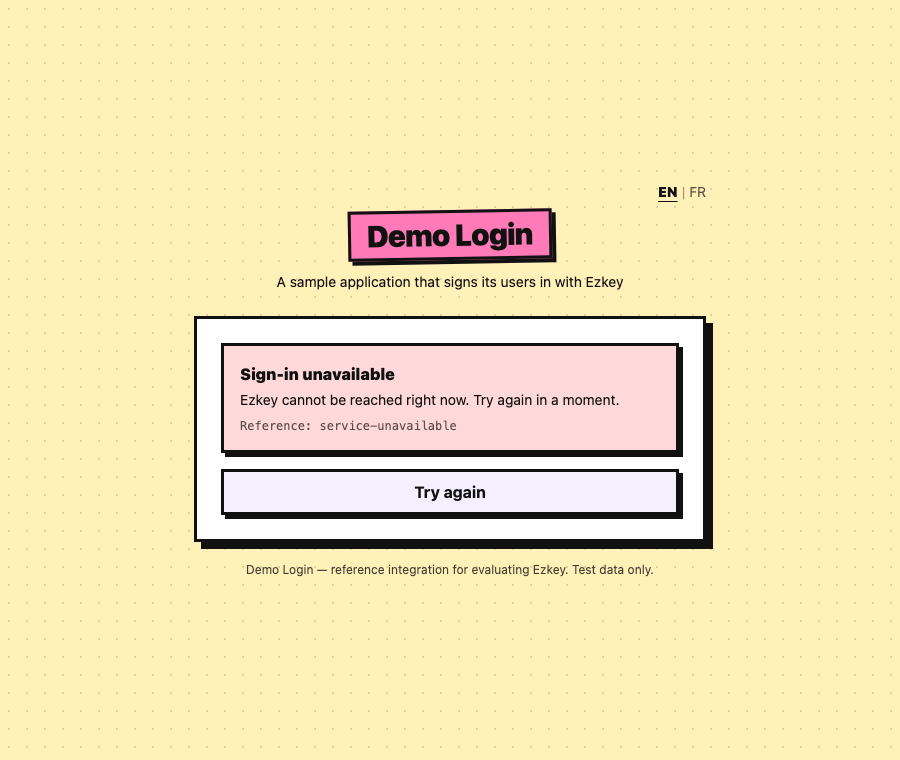 EN | FR
Demo Login
A sample application that signs its users in with Ezkey
Sign-in unavailable
Ezkey cannot be reached right now. Try again in a moment.
Reference: service-unavailable
Try again
Demo Login — reference integration for evaluating Ezkey. Test data only.